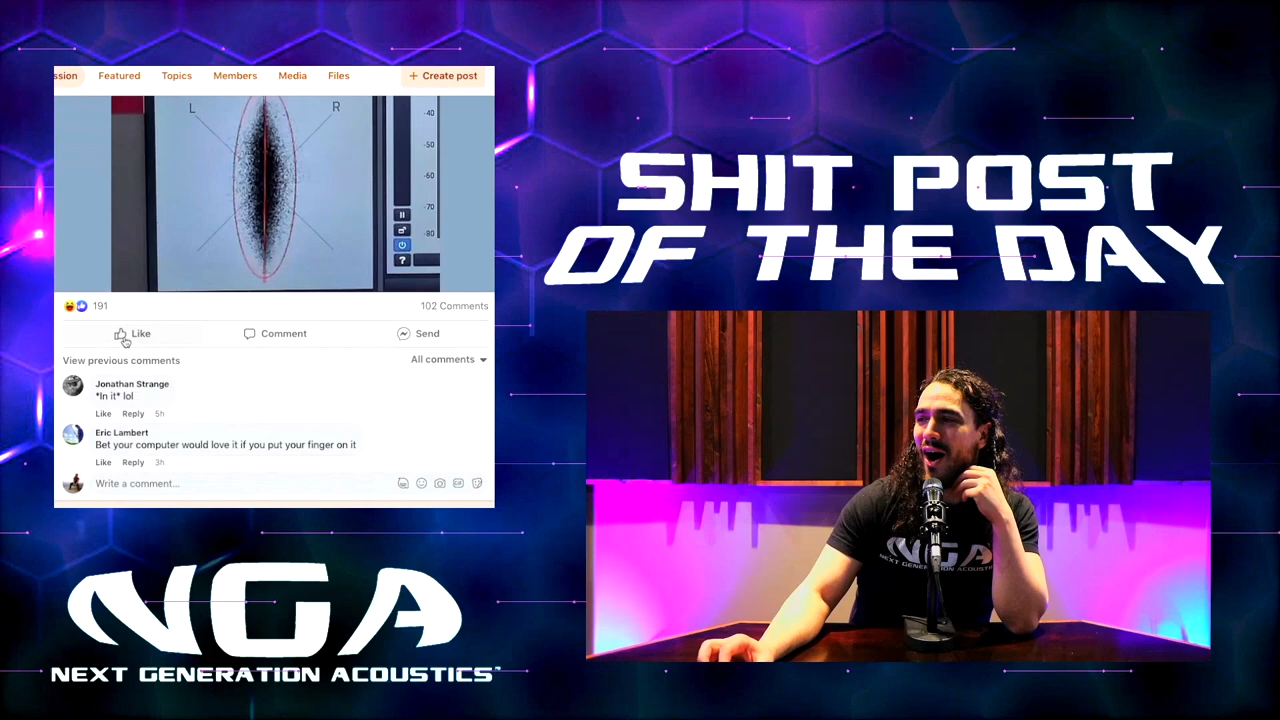 ssion Featured Topics Members Media Files + Create post
L R
-40
-50
-60
-70
-80
?
191 102 Comments
Like Comment Send
View previous comments All comments
Jonathan Strange
*In it* lol
Like Reply 5h
Eric Lambert
Bet your computer would love it if you put your finger on it
Like Reply 3h
Write a comment...
GIF
SHIT POST
OF THE DAY
NGA
NEXT GENERATION ACOUSTICS
NGA
NEXT GENERATION ACOUSTICS™